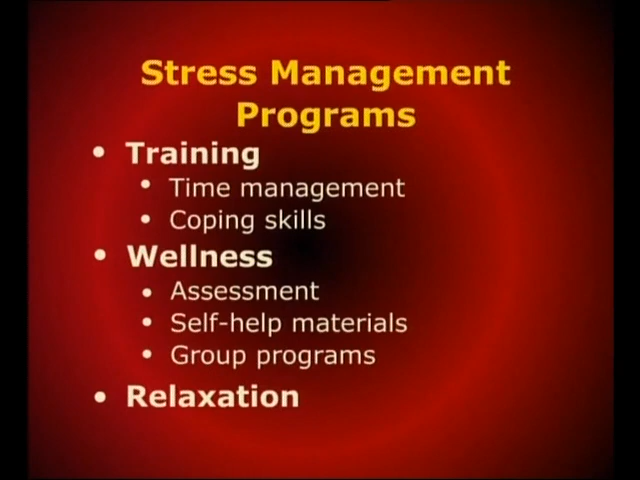 Stress Management
Programs
• Training
• Time management
• Coping skills
• Wellness
• Assessment
• Self-help materials
• Group programs
• Relaxation